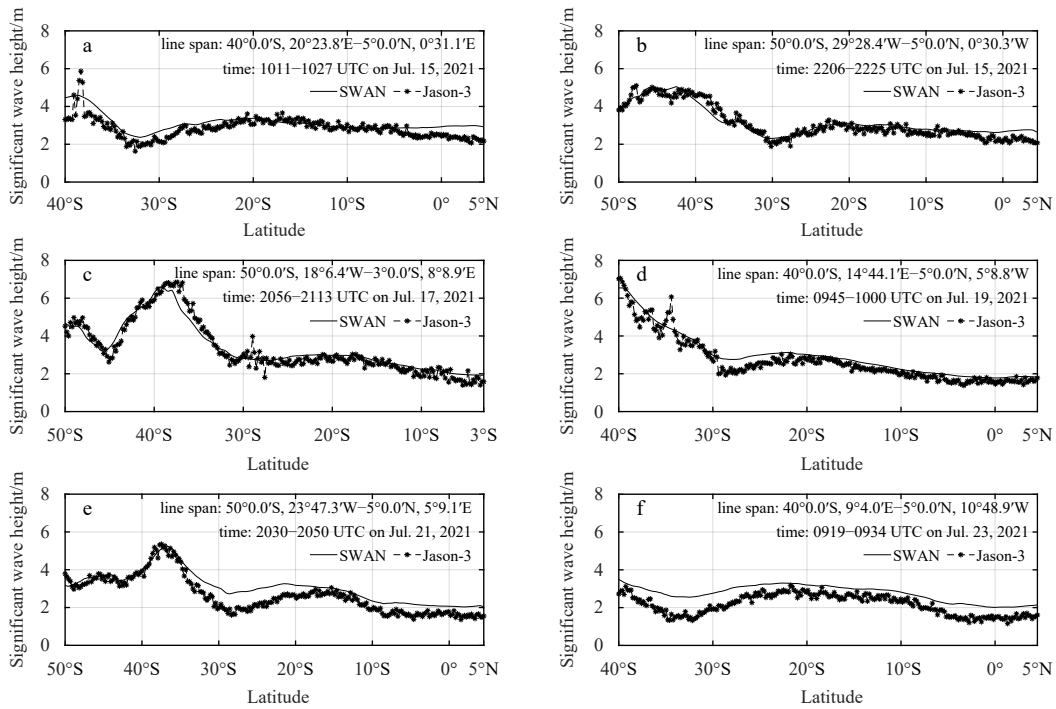 Significant wave height/m
8
6
4
2
0
a
line span: 40°0.0′S, 20°23.8′E−5°0.0′N, 0°31.1′E
time: 1011−1027 UTC on Jul. 15, 2021
SWAN
Jason-3
40°S
30°S
20°S
10°S
0°
5°N
Latitude
Significant wave height/m
8
6
4
2
0
b
line span: 50°0.0′S, 29°28.4′W−5°0.0′N, 0°30.3′W
time: 2206−2225 UTC on Jul. 15, 2021
SWAN
Jason-3
50°S
40°S
30°S
20°S
10°S
0°
5°N
Latitude
Significant wave height/m
8
6
4
2
0
c
line span: 50°0.0′S, 18°6.4′W−3°0.0′S, 8°8.9′E
time: 2056−2113 UTC on Jul. 17, 2021
SWAN
Jason-3
50°S
40°S
30°S
20°S
10°S
3°S
Latitude
Significant wave height/m
8
6
4
2
0
d
line span: 40°0.0′S, 14°44.1′E−5°0.0′N, 5°8.8′W
time: 0945−1000 UTC on Jul. 19, 2021
SWAN
Jason-3
40°S
30°S
20°S
10°S
0°
5°N
Latitude
Significant wave height/m
8
6
4
2
0
e
line span: 50°0.0′S, 23°47.3′W−5°0.0′N, 5°9.1′E
time: 2030−2050 UTC on Jul. 21, 2021
SWAN
Jason-3
50°S
40°S
30°S
20°S
10°S
0°
5°N
Latitude
Significant wave height/m
8
6
4
2
0
f
line span: 40°0.0′S, 9°4.0′E−5°0.0′N, 10°48.9′W
time: 0919−0934 UTC on Jul. 23, 2021
SWAN
Jason-3
40°S
30°S
20°S
10°S
0°
5°N
Latitude